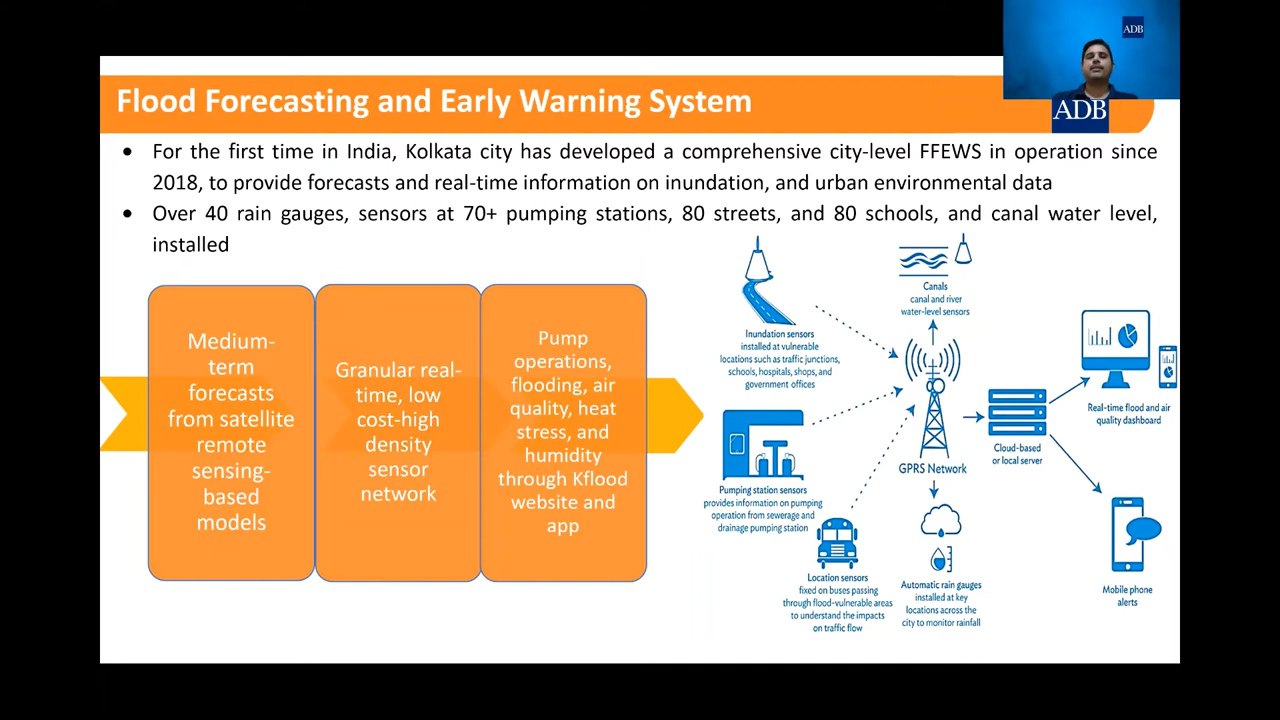 ADB
ADB
Flood Forecasting and Early Warning System
• For the first time in India, Kolkata city has developed a comprehensive city-level FFEWS in operation since
2018, to provide forecasts and real-time information on inundation, and urban environmental data
• Over 40 rain gauges, sensors at 70+ pumping stations, 80 streets, and 80 schools, and canal water level,
installed
Medium-
term
forecasts
from satellite
remote
sensing-
based
models
Granular real-
time, low
cost-high
density
sensor
network
Pump
operations,
flooding, air
quality, heat
stress, and
humidity
through Kflood
website and
app
Inundation sensors
installed at vulnerable
locations such as traffic junctions,
schools, hospitals, shops, and
government offices
Canals
canal and river
water-level sensors
Pumping station sensors
provides information on pumping
operation from sewerage and
drainage pumping station
GPRS Network
Cloud-based
or local server
Real-time flood and air
quality dashboard
Location sensors
fixed on buses passing
through flood-vulnerable areas
to understand the impacts
on traffic flow
Automatic rain gauges
installed at key
locations across the
city to monitor rainfall
Mobile phone
alerts